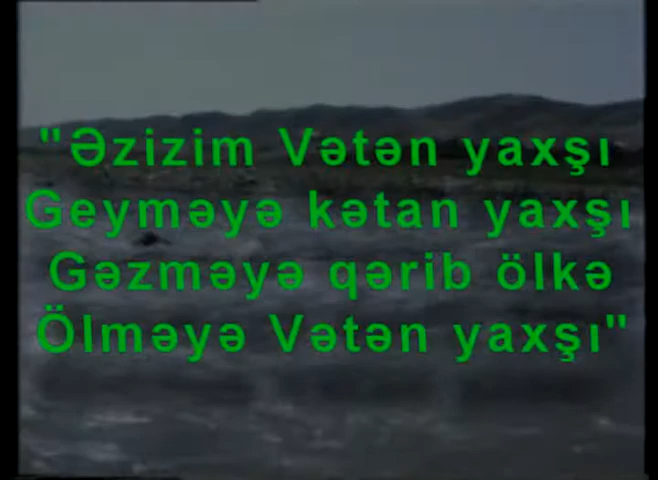 "Əzizim Vətən yaxşı
Geyməyə kətan yaxşı
Gəzməyə qərib ölkə
Ölməyə Vətən yaxşı"